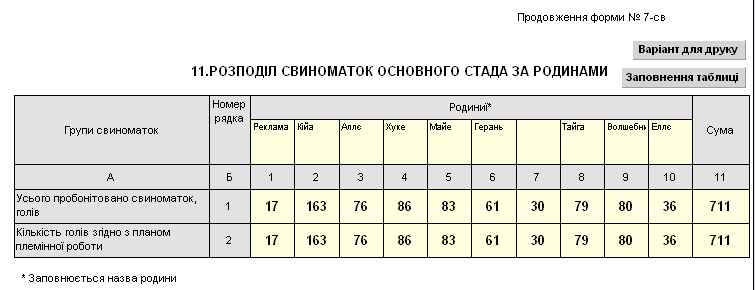 Продовження форми № 7-св
Варіант для друку
11.РОЗПОДІЛ СВИНОМАТОК ОСНОВНОГО СТАДА ЗА РОДИНАМИ
Заповнення таблиці
Групи свиноматок Номер рядка Родиниї* Сума
Реклама Кійа Аллє Хуке Майе Герань Тайга Волшебн Еллє
А Б 1 2 3 4 5 6 7 8 9 10 11
Усього пробонітовано свиноматок, голів 1 17 163 76 86 83 61 30 79 80 36 711
Кількість голів згідно з планом племінної роботи 2 17 163 76 86 83 61 30 79 80 36 711
* Заповнюється назва родини